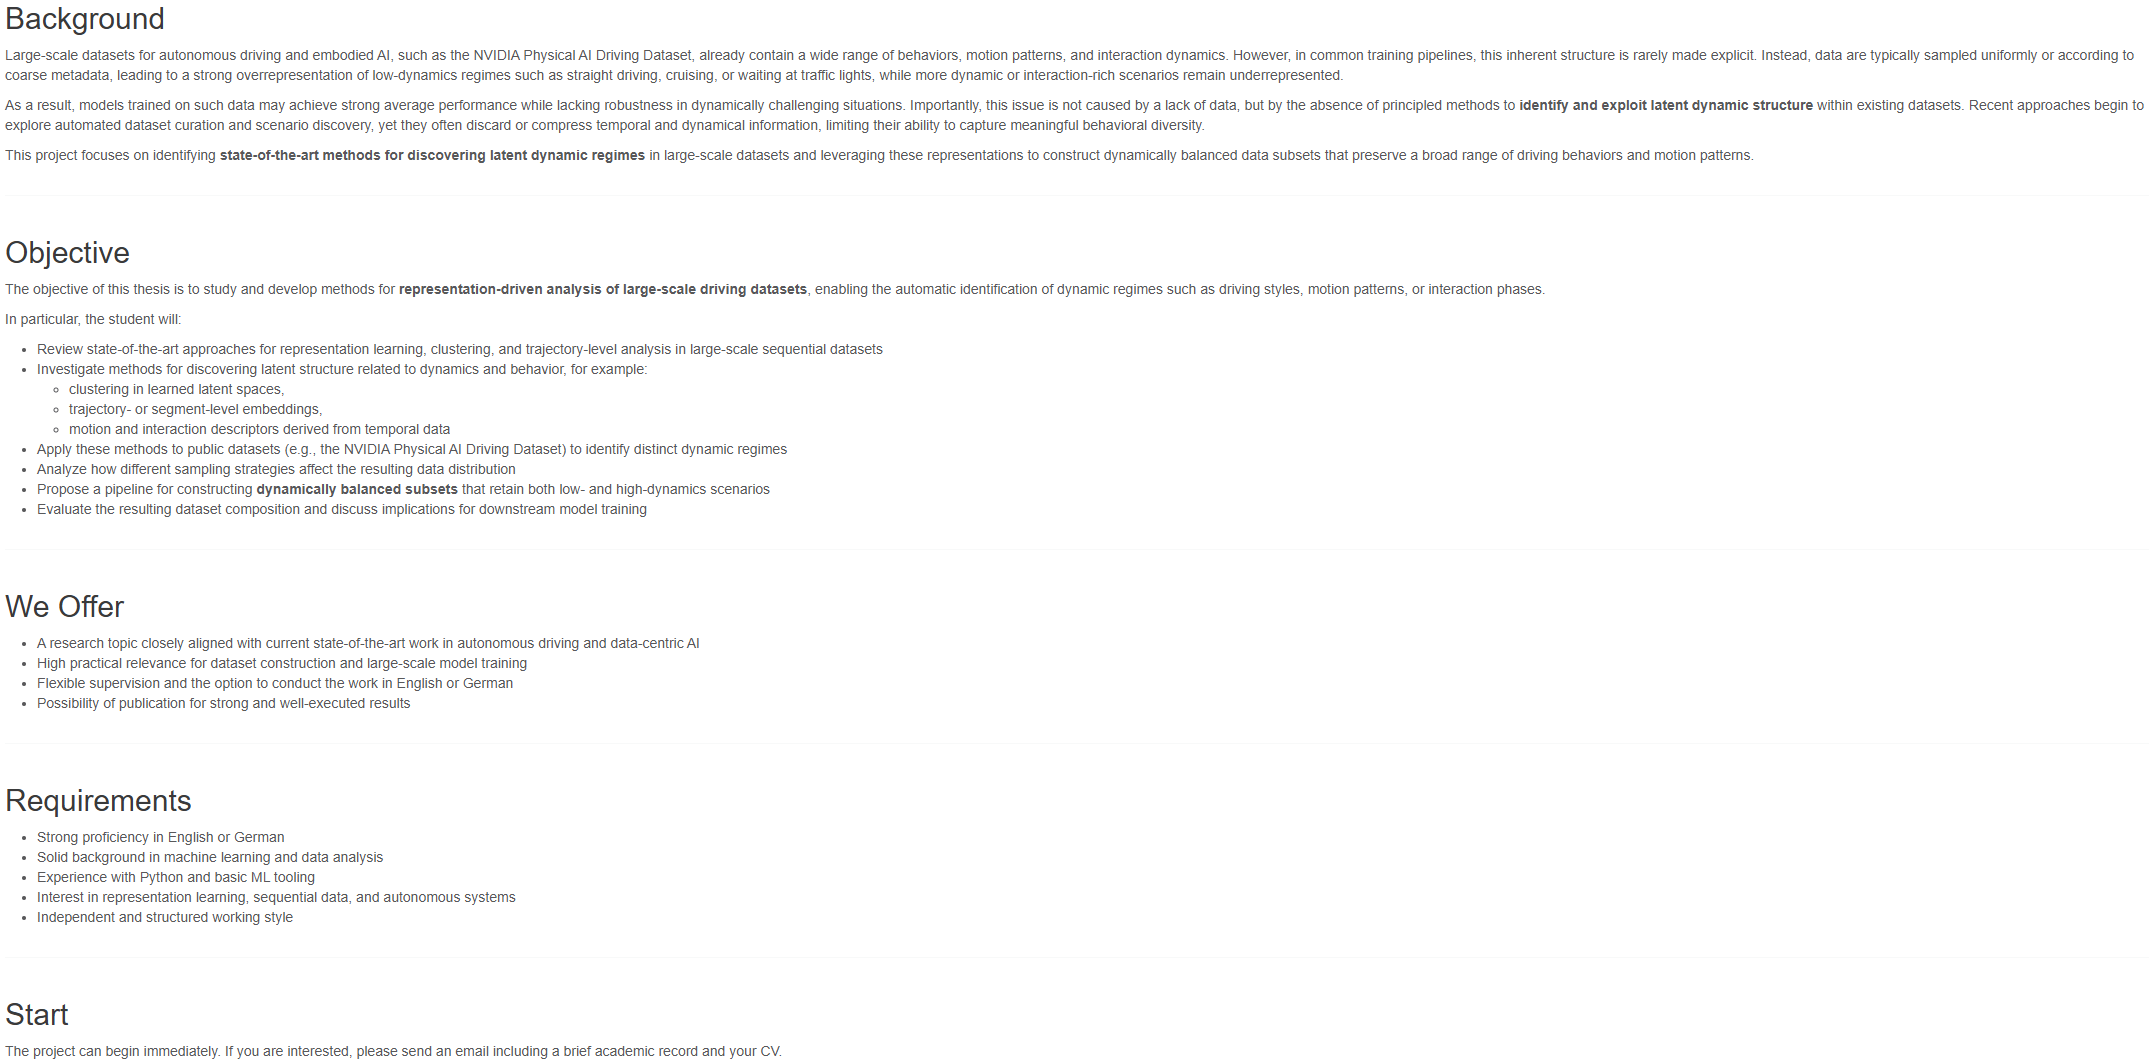 Background
Large-scale datasets for autonomous driving and embodied AI, such as the NVIDIA Physical AI Driving Dataset, already contain a wide range of behaviors, motion patterns, and interaction dynamics. However, in common training pipelines, this inherent structure is rarely made explicit. Instead, data are typically sampled uniformly or according to
coarse metadata, leading to a strong overrepresentation of low-dynamics regimes such as straight driving, cruising, or waiting at traffic lights, while more dynamic or interaction-rich scenarios remain underrepresented.
As a result, models trained on such data may achieve strong average performance while lacking robustness in dynamically challenging situations. Importantly, this issue is not caused by a lack of data, but by the absence of principled methods to identify and exploit latent dynamic structure within existing datasets. Recent approaches begin to
explore automated dataset curation and scenario discovery, yet they often discard or compress temporal and dynamical information, limiting their ability to capture meaningful behavioral diversity.
This project focuses on identifying state-of-the-art methods for discovering latent dynamic regimes in large-scale datasets and leveraging these representations to construct dynamically balanced data subsets that preserve a broad range of driving behaviors and motion patterns.
Objective
The objective of this thesis is to study and develop methods for representation-driven analysis of large-scale driving datasets, enabling the automatic identification of dynamic regimes such as driving styles, motion patterns, or interaction phases.
In particular, the student will:
• Review state-of-the-art approaches for representation learning, clustering, and trajectory-level analysis in large-scale sequential datasets
• Investigate methods for discovering latent structure related to dynamics and behavior, for example:
◦ clustering in learned latent spaces,
◦ trajectory- or segment-level embeddings,
◦ motion and interaction descriptors derived from temporal data
• Apply these methods to public datasets (e.g., the NVIDIA Physical AI Driving Dataset) to identify distinct dynamic regimes
• Analyze how different sampling strategies affect the resulting data distribution
• Propose a pipeline for constructing dynamically balanced subsets that retain both low- and high-dynamics scenarios
• Evaluate the resulting dataset composition and discuss implications for downstream model training
We Offer
• A research topic closely aligned with current state-of-the-art work in autonomous driving and data-centric AI
• High practical relevance for dataset construction and large-scale model training
• Flexible supervision and the option to conduct the work in English or German
• Possibility of publication for strong and well-executed results
Requirements
• Strong proficiency in English or German
• Solid background in machine learning and data analysis
• Experience with Python and basic ML tooling
• Interest in representation learning, sequential data, and autonomous systems
• Independent and structured working style
Start
The project can begin immediately. If you are interested, please send an email including a brief academic record and your CV.